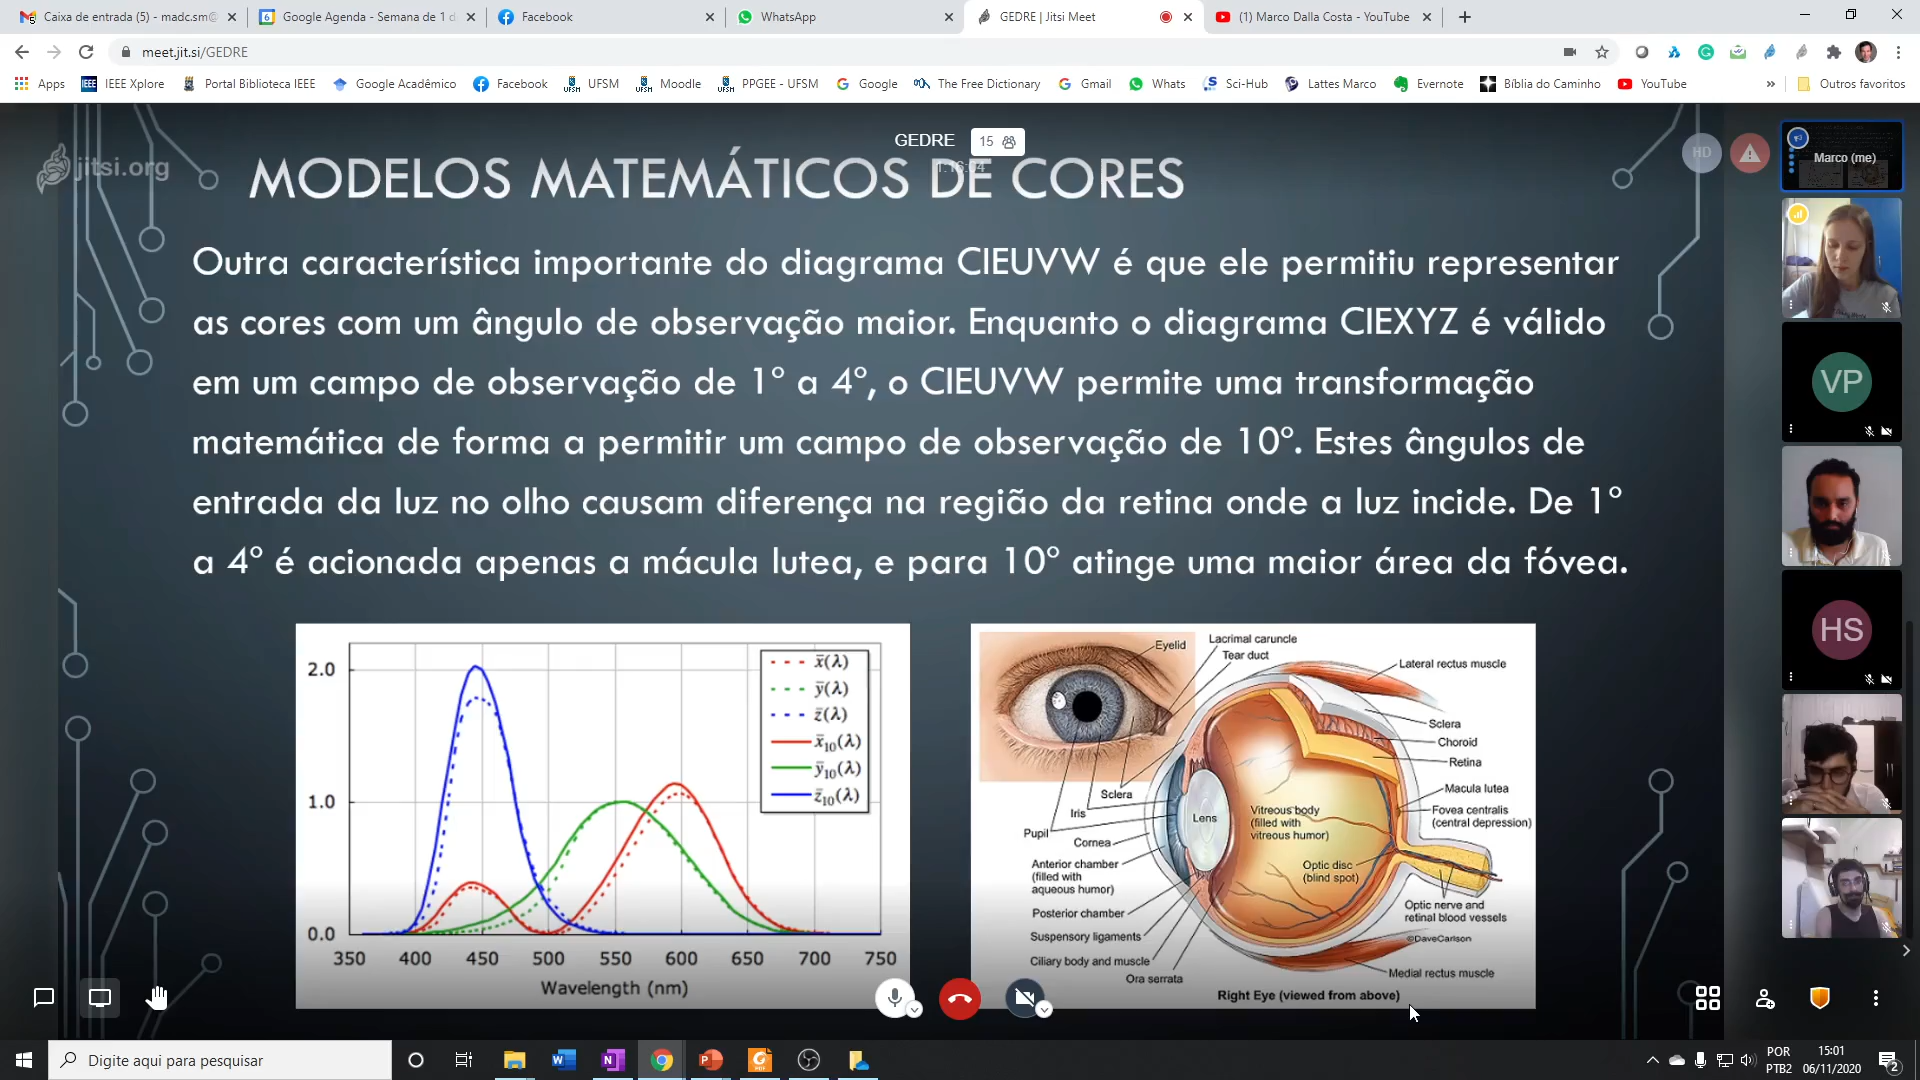 Caixa de entrada (5) - madc.sm@
Google Agenda - Semana de 1 d
Facebook
WhatsApp
GEDRE | Jitsi Meet
(1) Marco Dalla Costa - YouTube
meet.jit.si/GEDRE
Apps
IEEE Xplore
Portal Biblioteca IEEE
Google Acadêmico
Facebook
UFSM
Moodle
PPGEE - UFSM
Google
The Free Dictionary
Gmail
Whats
Sci-Hub
Lattes Marco
Evernote
Bíblia do Caminho
YouTube
Outros favoritos
jitsi.org
GEDRE 15
HD
Marco (me)
VP
HS
MODELOS MATEMÁTICOS DE CORES
Outra característica importante do diagrama CIEUVW é que ele permitiu representar
as cores com um ângulo de observação maior. Enquanto o diagrama CIEXYZ é válido
em um campo de observação de 1° a 4°, o CIEUVW permite uma transformação
matemática de forma a permitir um campo de observação de 10°. Estes ângulos de
entrada da luz no olho causam diferença na região da retina onde a luz incide. De 1°
a 4° é acionada apenas a mácula lutea, e para 10° atinge uma maior área da fóvea.
2.0
1.0
0.0
350 400 450 500 550 600 650 700 750
Wavelength (nm)
x̄(λ)
ȳ(λ)
z̄(λ)
x̄10(λ)
ȳ10(λ)
z̄10(λ)
Eyelid
Lacrimal caruncle
Tear duct
Lateral rectus muscle
Sclera
Choroid
Retina
Macula lutea
Fovea centralis
(central depression)
Sclera
Iris
Pupil
Cornea
Anterior chamber
(filled with
aqueous humor)
Posterior chamber
Suspensory ligaments
Ciliary body and muscle
Ora serrata
Lens
Vitreous body
(filled with
vitreous humor)
Optic disc
(blind spot)
Optic nerve and
retinal blood vessels
©DaveCarlson
Medial rectus muscle
Right Eye (viewed from above)
Digite aqui para pesquisar
POR
PTB2
15:01
06/11/2020
2